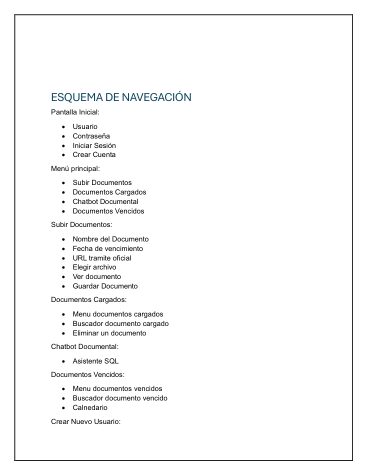 ESQUEMA DE NAVEGACIÓN
Pantalla Inicial:
• Usuario
• Contraseña
• Iniciar Sesión
• Crear Cuenta
Menú principal:
• Subir Documentos
• Documentos Cargados
• Chatbot Documental
• Documentos Vencidos
Subir Documentos:
• Nombre del Documento
• Fecha de vencimiento
• URL tramite oficial
• Elegir archivo
• Ver documento
• Guardar Documento
Documentos Cargados:
• Menu documentos cargados
• Buscador documento cargado
• Eliminar un documento
Chatbot Documental:
• Asistente SQL
Documentos Vencidos:
• Menu documentos vencidos
• Buscador documento vencido
• Calnedario
Crear Nuevo Usuario: